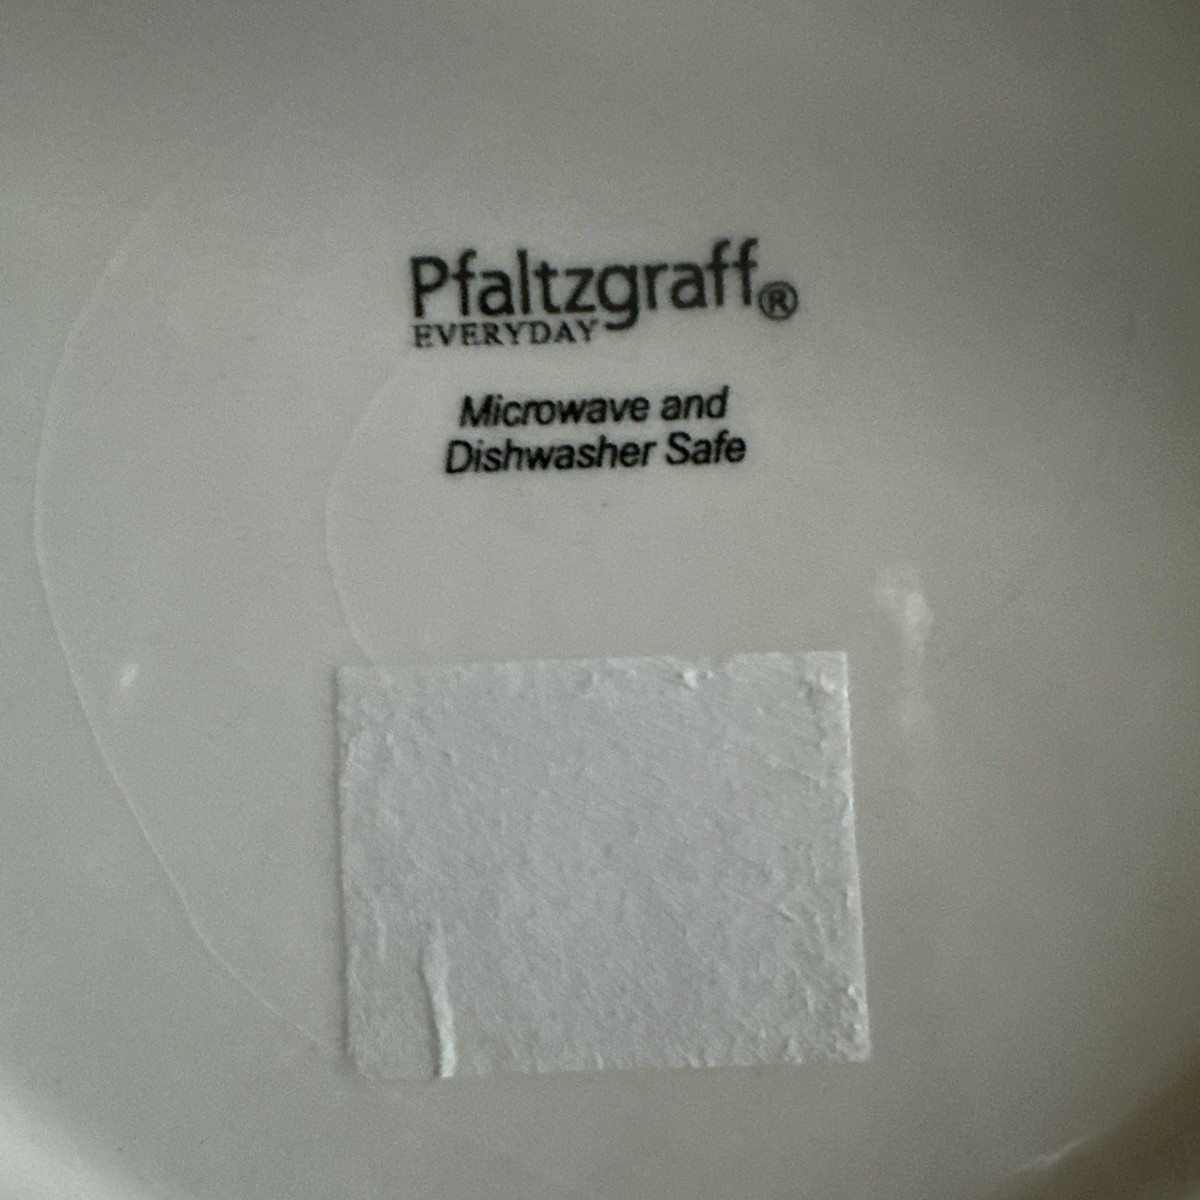 Pfaltzgraff®
EVERYDAY
Microwave and
Dishwasher Safe